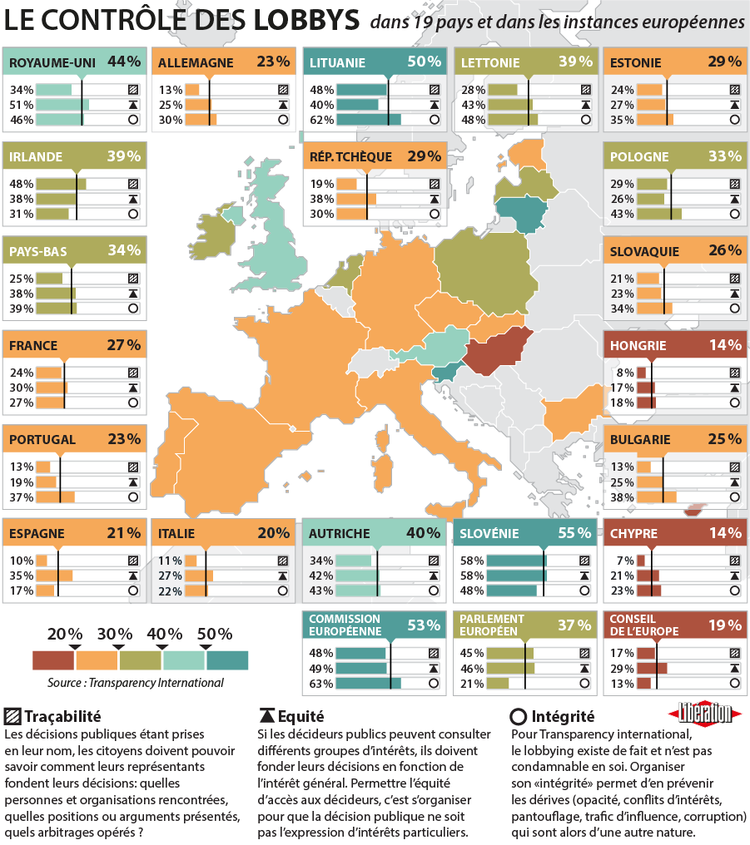 LE CONTRÔLE DES LOBBYS dans 19 pays et dans les instances européennes
ROYAUME-UNI 44%
34%
51%
46%
ALLEMAGNE 23%
13%
25%
30%
LITUANIE 50%
48%
40%
62%
LETTONIE 39%
28%
43%
48%
ESTONIE 29%
24%
27%
35%
IRLANDE 39%
48%
38%
31%
RÉP. TCHÈQUE 29%
19%
38%
30%
POLOGNE 33%
29%
26%
43%
PAYS-BAS 34%
25%
38%
39%
SLOVAQUIE 26%
21%
23%
34%
FRANCE 27%
24%
30%
27%
HONGRIE 14%
8%
17%
18%
PORTUGAL 23%
13%
19%
37%
BULGARIE 25%
13%
25%
38%
ESPAGNE 21%
10%
35%
17%
ITALIE 20%
11%
27%
22%
AUTRICHE 40%
34%
42%
43%
SLOVÉNIE 55%
58%
58%
48%
CHYPRE 14%
7%
21%
23%
COMMISSION
EUROPÉENNE 53%
48%
49%
63%
PARLEMENT
EUROPÉEN 37%
45%
46%
21%
CONSEIL
DE L'EUROPE 19%
17%
29%
13%
20% 30% 40% 50%
Source : Transparency International
Traçabilité
Les décisions publiques étant prises
en leur nom, les citoyens doivent pouvoir
savoir comment leurs représentants
fondent leurs décisions: quelles
personnes et organisations rencontrées,
quelles positions ou arguments présentés,
quels arbitrages opérés ?
Equité
Si les décideurs publics peuvent consulter
différents groupes d'intérêts, ils doivent
fonder leurs décisions en fonction de
l'intérêt général. Permettre l'équité
d'accès aux décideurs, c'est s'organiser
pour que la décision publique ne soit
pas l'expression d'intérêts particuliers.
Intégrité
Libération
Pour Transparency international,
le lobbying existe de fait et n'est pas
condamnable en soi. Organiser
son «intégrité» permet d'en prévenir
les dérives (opacité, conflits d'intérêts,
pantouflage, trafic d'influence, corruption)
qui sont alors d'une autre nature.